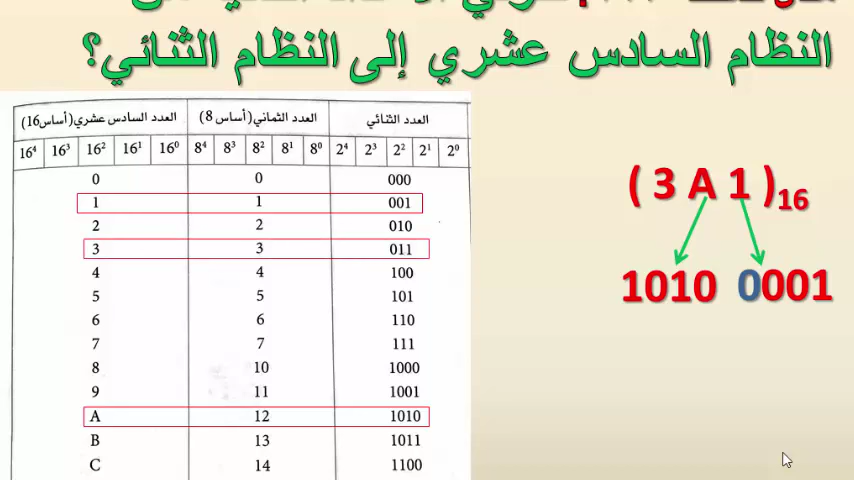 النظام السادس عشري إلى النظام الثنائي؟
العدد الثنائي العدد الثماني (أساس 8) العدد السادس عشري (أساس16)
16⁴ 16³ 16² 16¹ 16⁰ 8⁴ 8³ 8² 8¹ 8⁰ 2⁴ 2³ 2² 2¹ 2⁰
0 0 000
1 1 001
2 2 010
3 3 011
4 4 100
5 5 101
6 6 110
7 7 111
8 10 1000
9 11 1001
A 12 1010
B 13 1011
C 14 1100
( 3 A 1 )₁₆
1010 0001